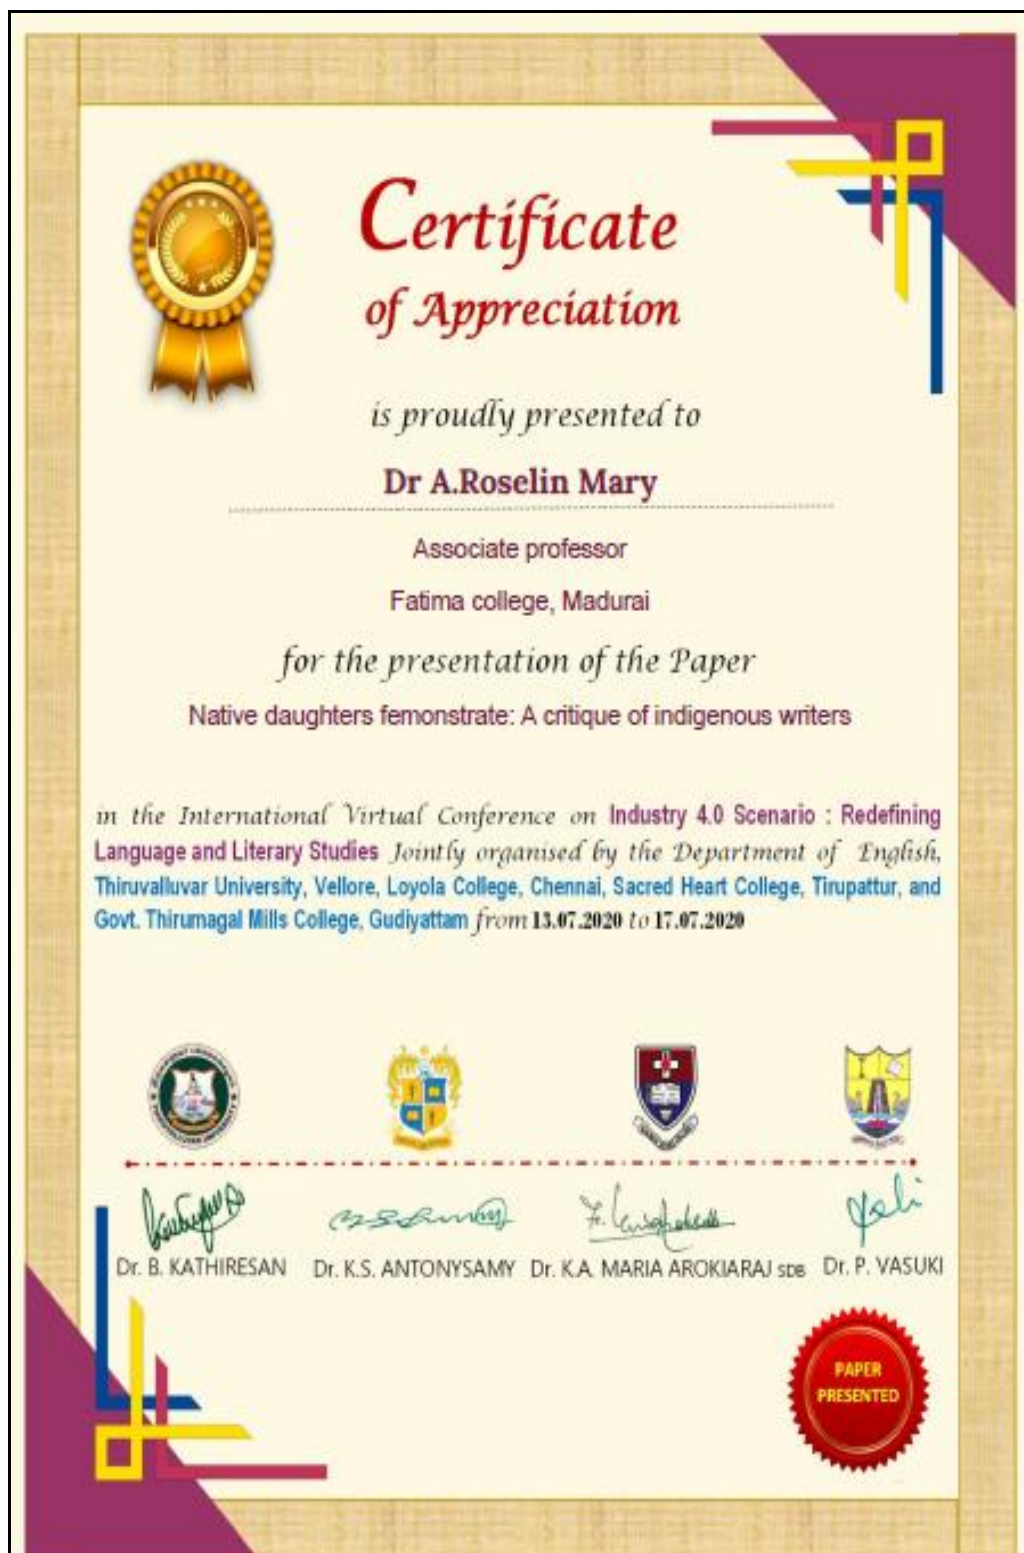 Certificate
of Appreciation
is proudly presented to
Dr A.Roselin Mary
Associate professor
Fatima college, Madurai
for the presentation of the Paper
Native daughters femonstrate: A critique of indigenous writers
in the International Virtual Conference on Industry 4.0 Scenario : Redefining
Language and Literary Studies Jointly organised by the Department of English,
Thiruvalluvar University, Vellore, Loyola College, Chennai, Sacred Heart College, Tirupattur, and
Govt. Thirumagal Mills College, Gudiyattam from 13.07.2020 to 17.07.2020
Dr. B. KATHIRESAN Dr. K.S. ANTONYSAMY Dr. K.A. MARIA AROKIARAJ SDB Dr. P. VASUKI
PAPER
PRESENTED